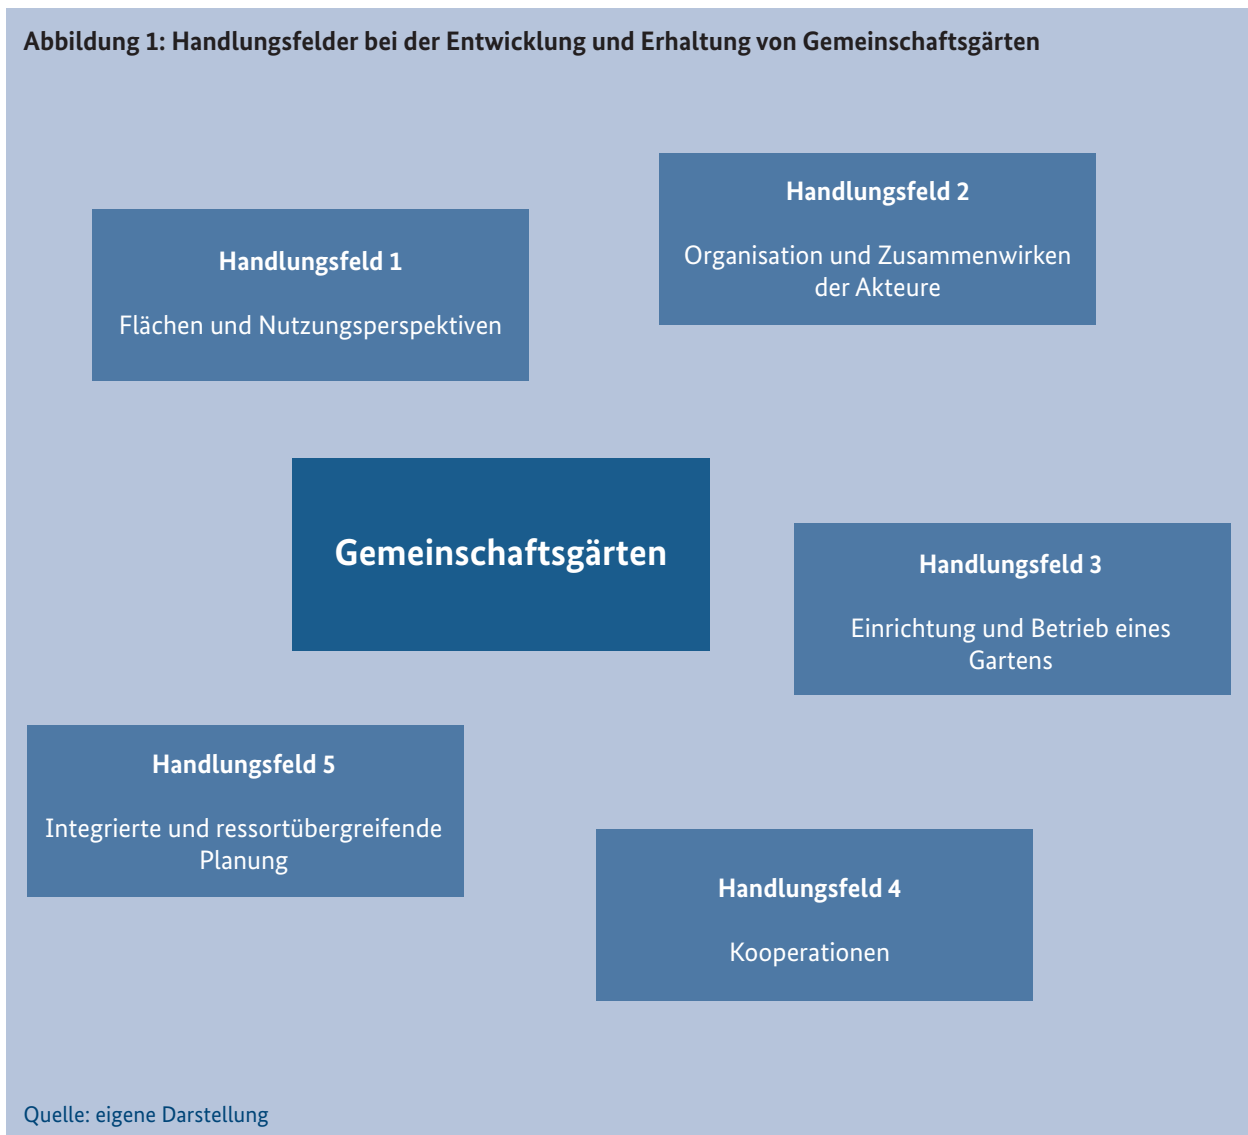 Abbildung 1: Handlungsfelder bei der Entwicklung und Erhaltung von Gemeinschaftsgärten
Handlungsfeld 1
Flächen und Nutzungsperspektiven
Handlungsfeld 2
Organisation und Zusammenwirken
der Akteure
Gemeinschaftsgärten
Handlungsfeld 3
Einrichtung und Betrieb eines
Gartens
Handlungsfeld 5
Integrierte und ressortübergreifende
Planung
Handlungsfeld 4
Kooperationen
Quelle: eigene Darstellung